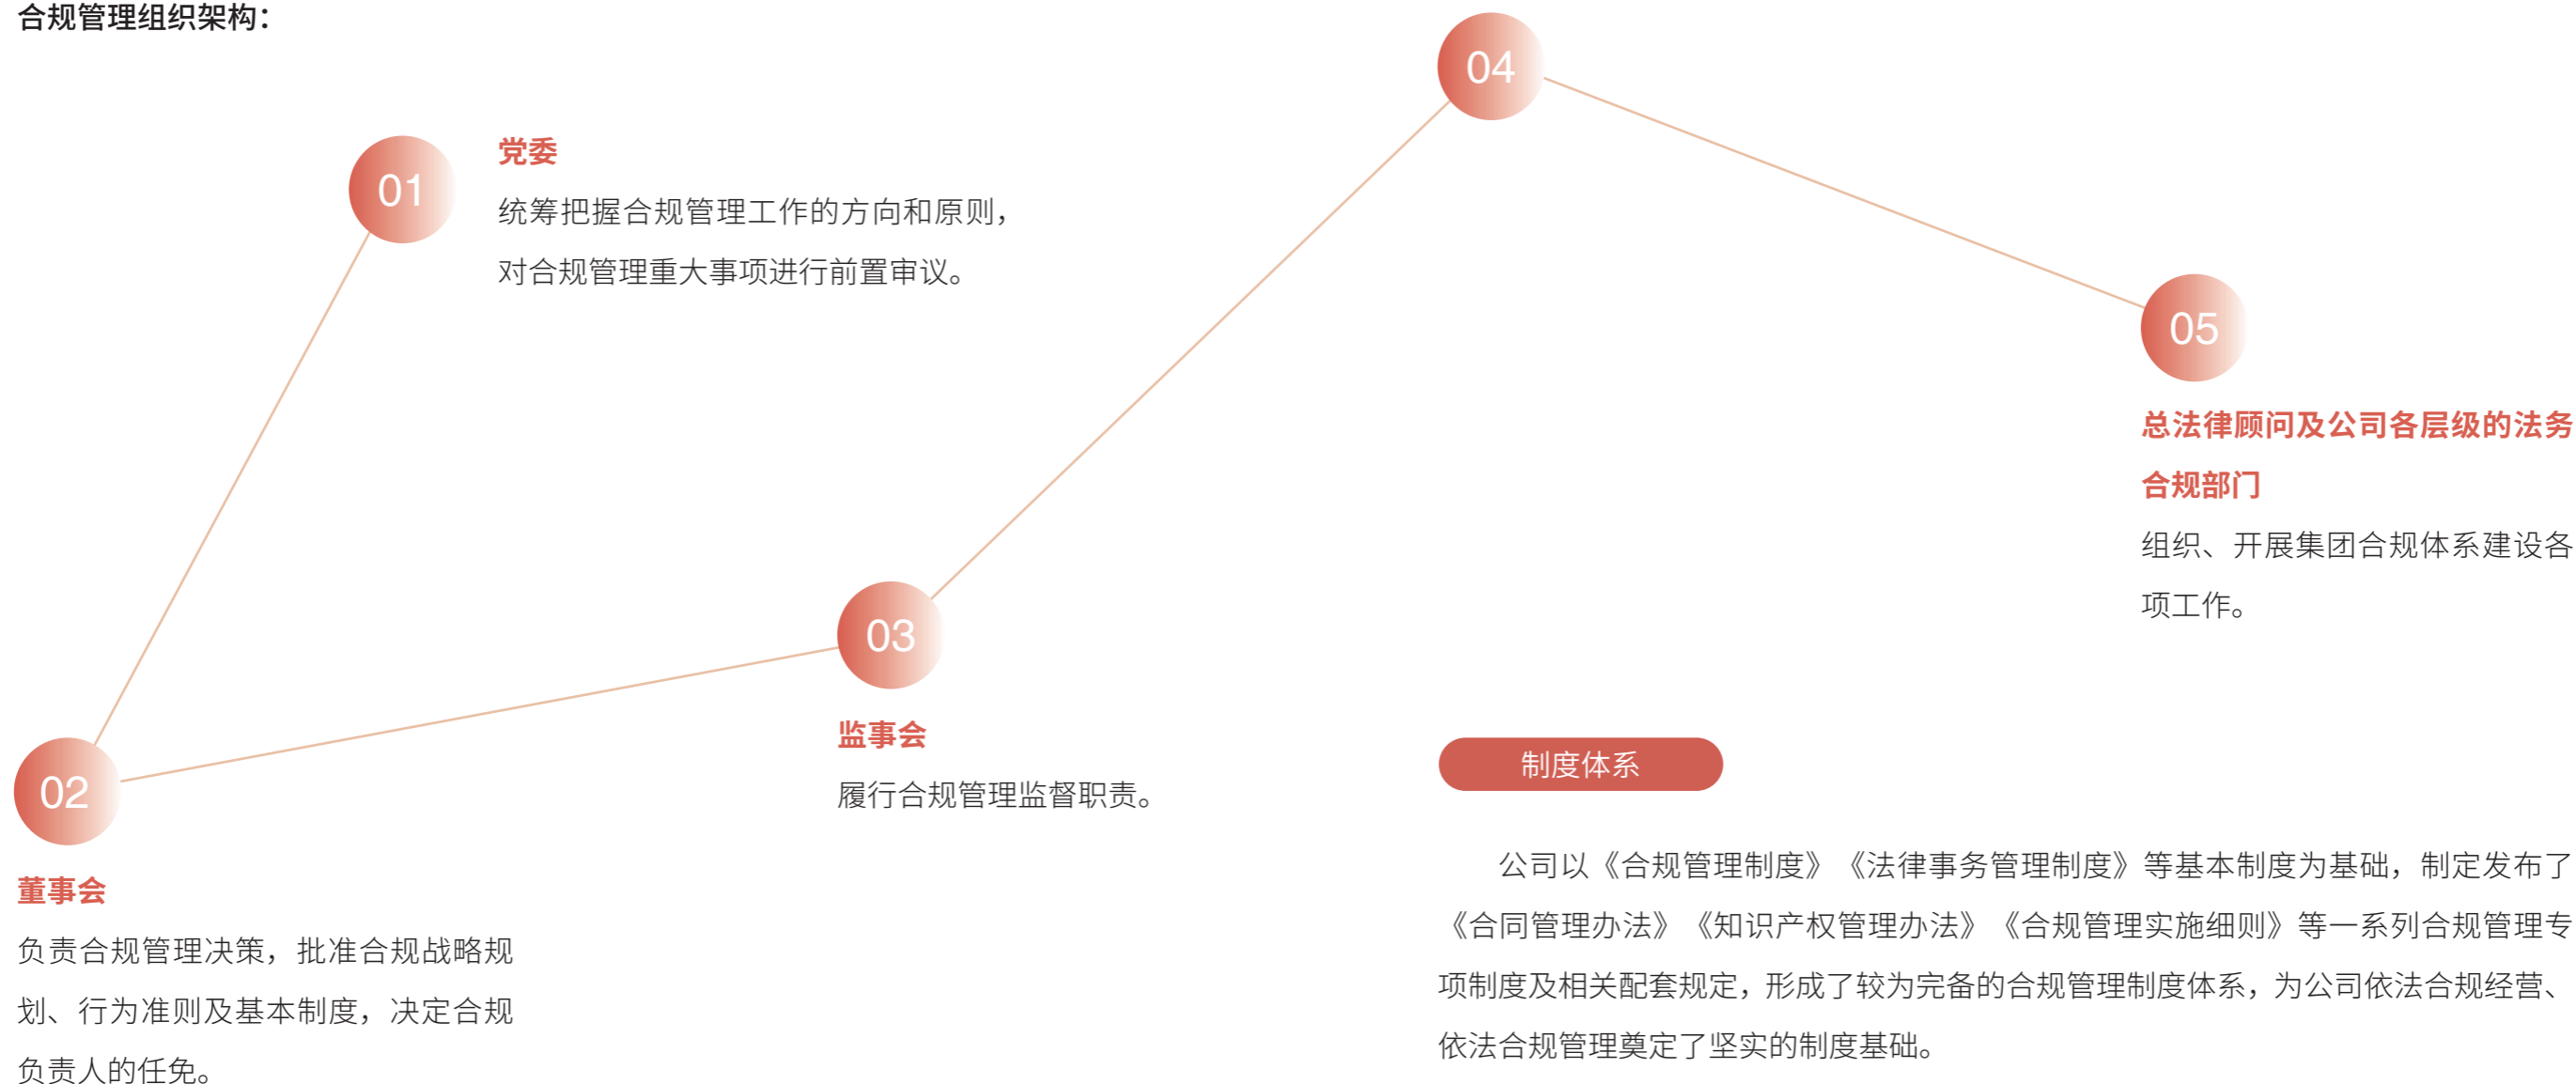 合规管理组织架构：
01
党委
统筹把握合规管理工作的方向和原则，
对合规管理重大事项进行前置审议。
02
董事会
负责合规管理决策，批准合规战略规
划、行为准则及基本制度，决定合规
负责人的任免。
03
监事会
履行合规管理监督职责。
04
05
总法律顾问及公司各层级的法务
合规部门
组织、开展集团合规体系建设各
项工作。
制度体系
公司以《合规管理制度》《法律事务管理制度》等基本制度为基础，制定发布了
《合同管理办法》《知识产权管理办法》《合规管理实施细则》等一系列合规管理专
项制度及相关配套规定，形成了较为完备的合规管理制度体系，为公司依法合规经营、
依法合规管理奠定了坚实的制度基础。